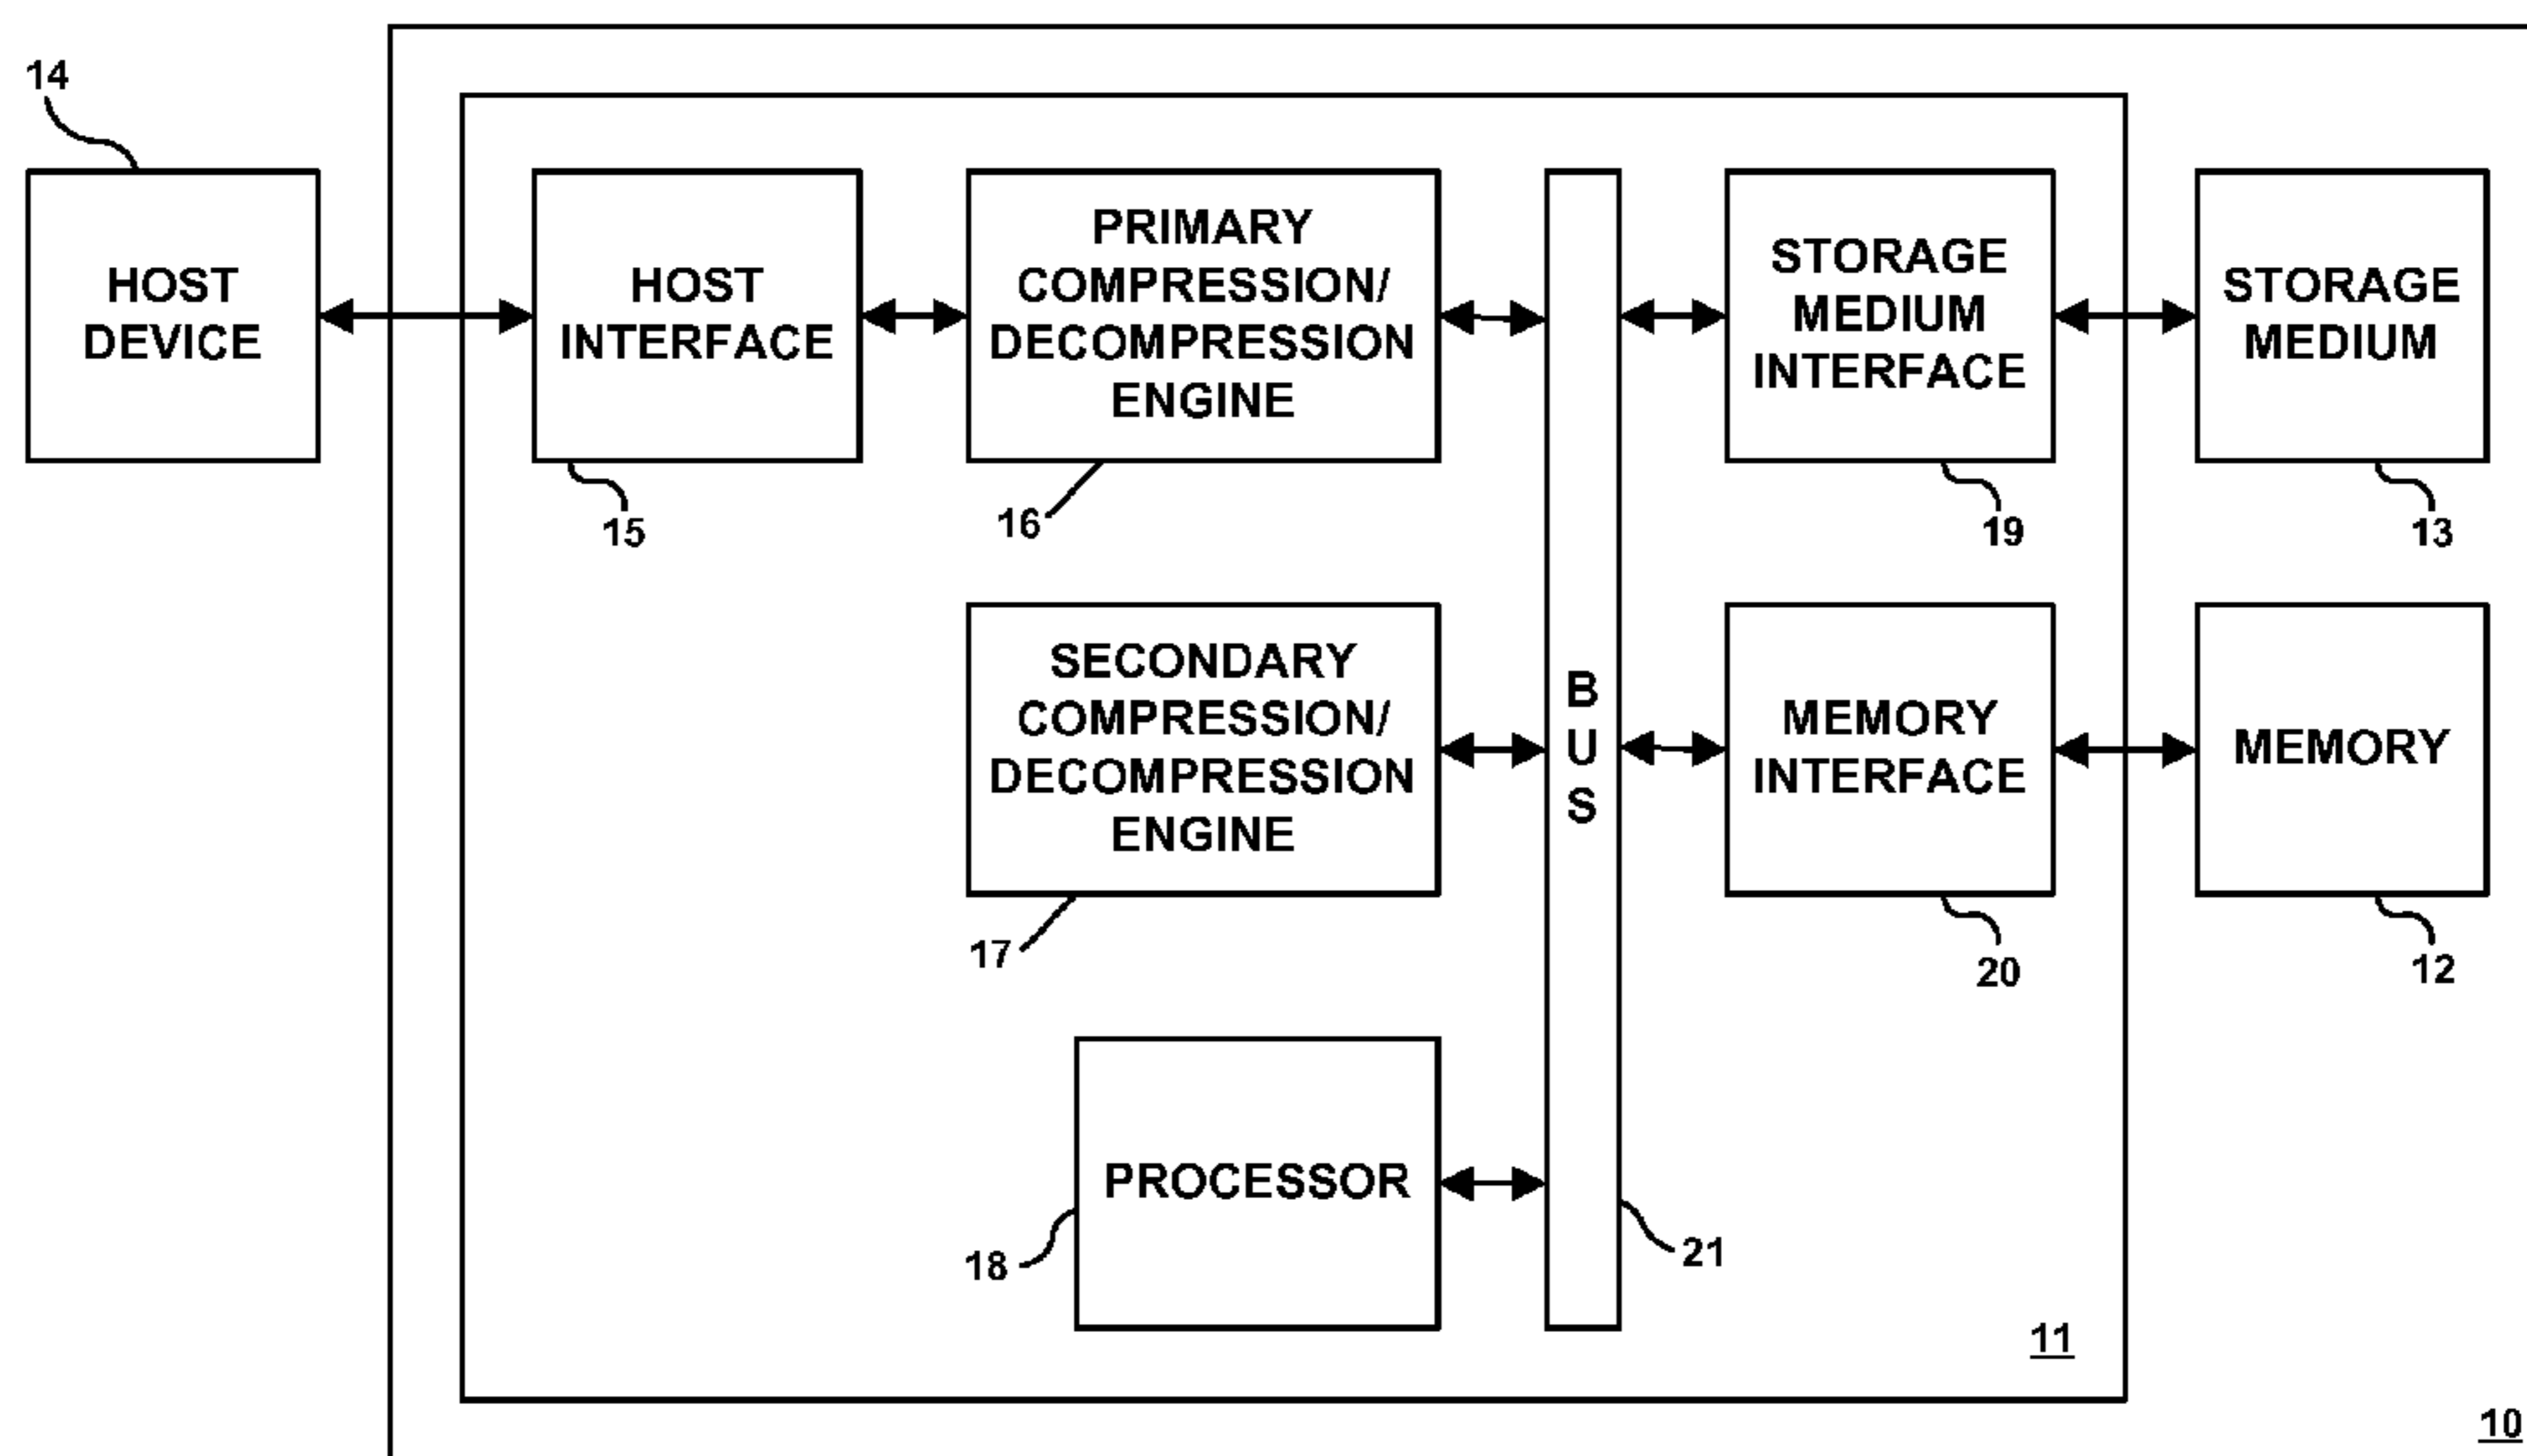 14
HOST
DEVICE
HOST
INTERFACE
15
PRIMARY
COMPRESSION/
DECOMPRESSION
ENGINE
16
STORAGE
MEDIUM
INTERFACE
19
STORAGE
MEDIUM
13
SECONDARY
COMPRESSION/
DECOMPRESSION
ENGINE
17
B
U
S
MEMORY
INTERFACE
20
MEMORY
12
PROCESSOR
18
21
11
10